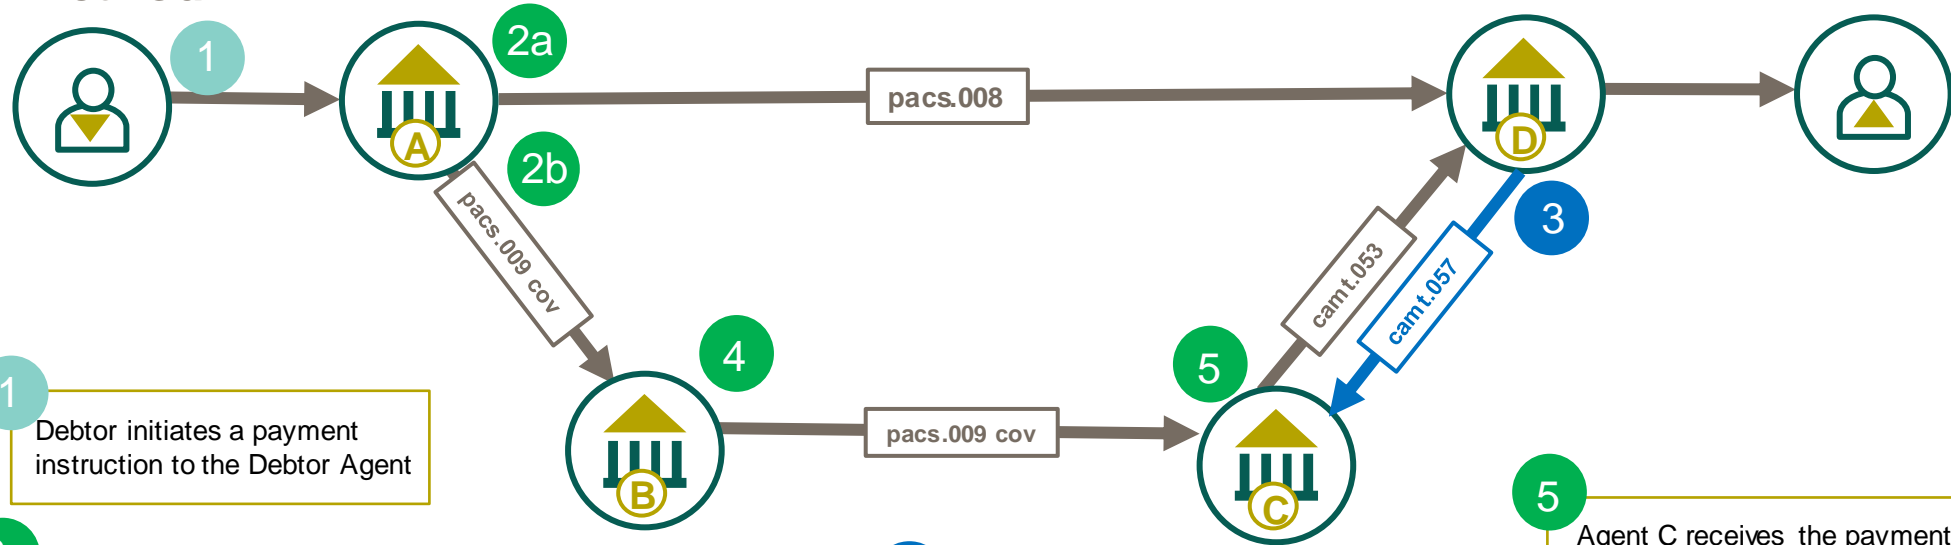 1
2a
A
pacs.008
D
2b
pacs.009 cov
3
camt.053
camt.057
4
5
B
pacs.009 cov
C
1
Debtor initiates a payment
instruction to the Debtor Agent
5
Agent C receives the payment